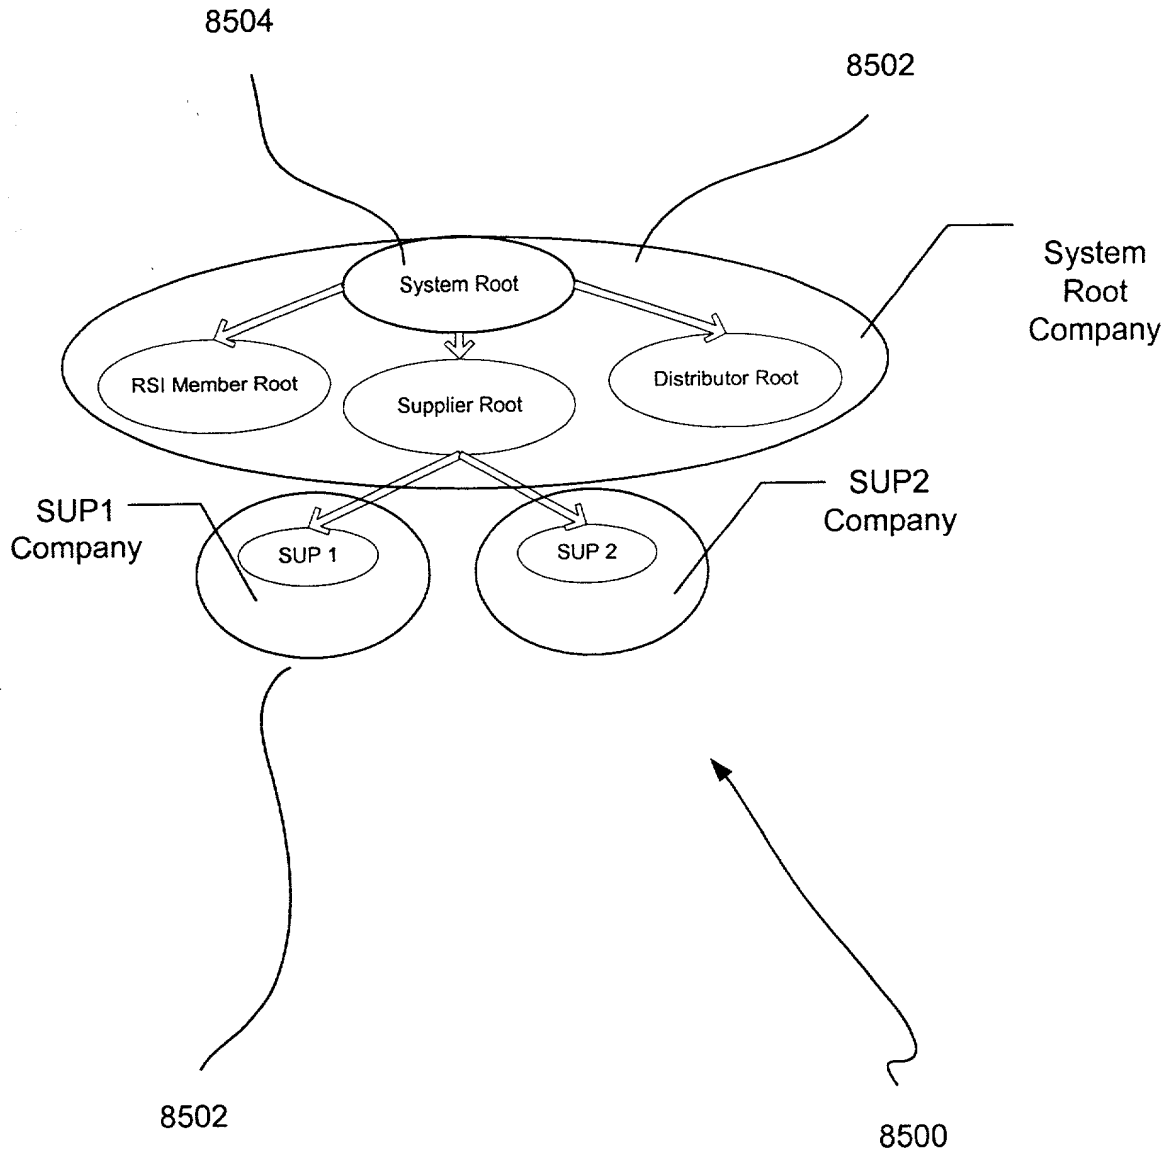 8504
8502
System
Root
Company
System Root
RSI Member Root
Supplier Root
Distributor Root
SUP1
Company
SUP2
Company
SUP 1
SUP 2
8502
8500